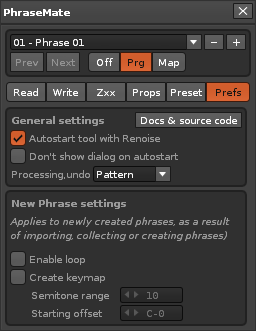 PhraseMate
01 - Phrase 01 − +
Prev Next Off Prg Map
Read Write Zxx Props Preset Prefs
General settings Docs & source code
Autostart tool with Renoise
Don't show dialog on autostart
Processing,undo Pattern
New Phrase settings
Applies to newly created phrases, as a result
of importing, collecting or creating phrases)
Enable loop
Create keymap
Semitone range 10
Starting offset C-0